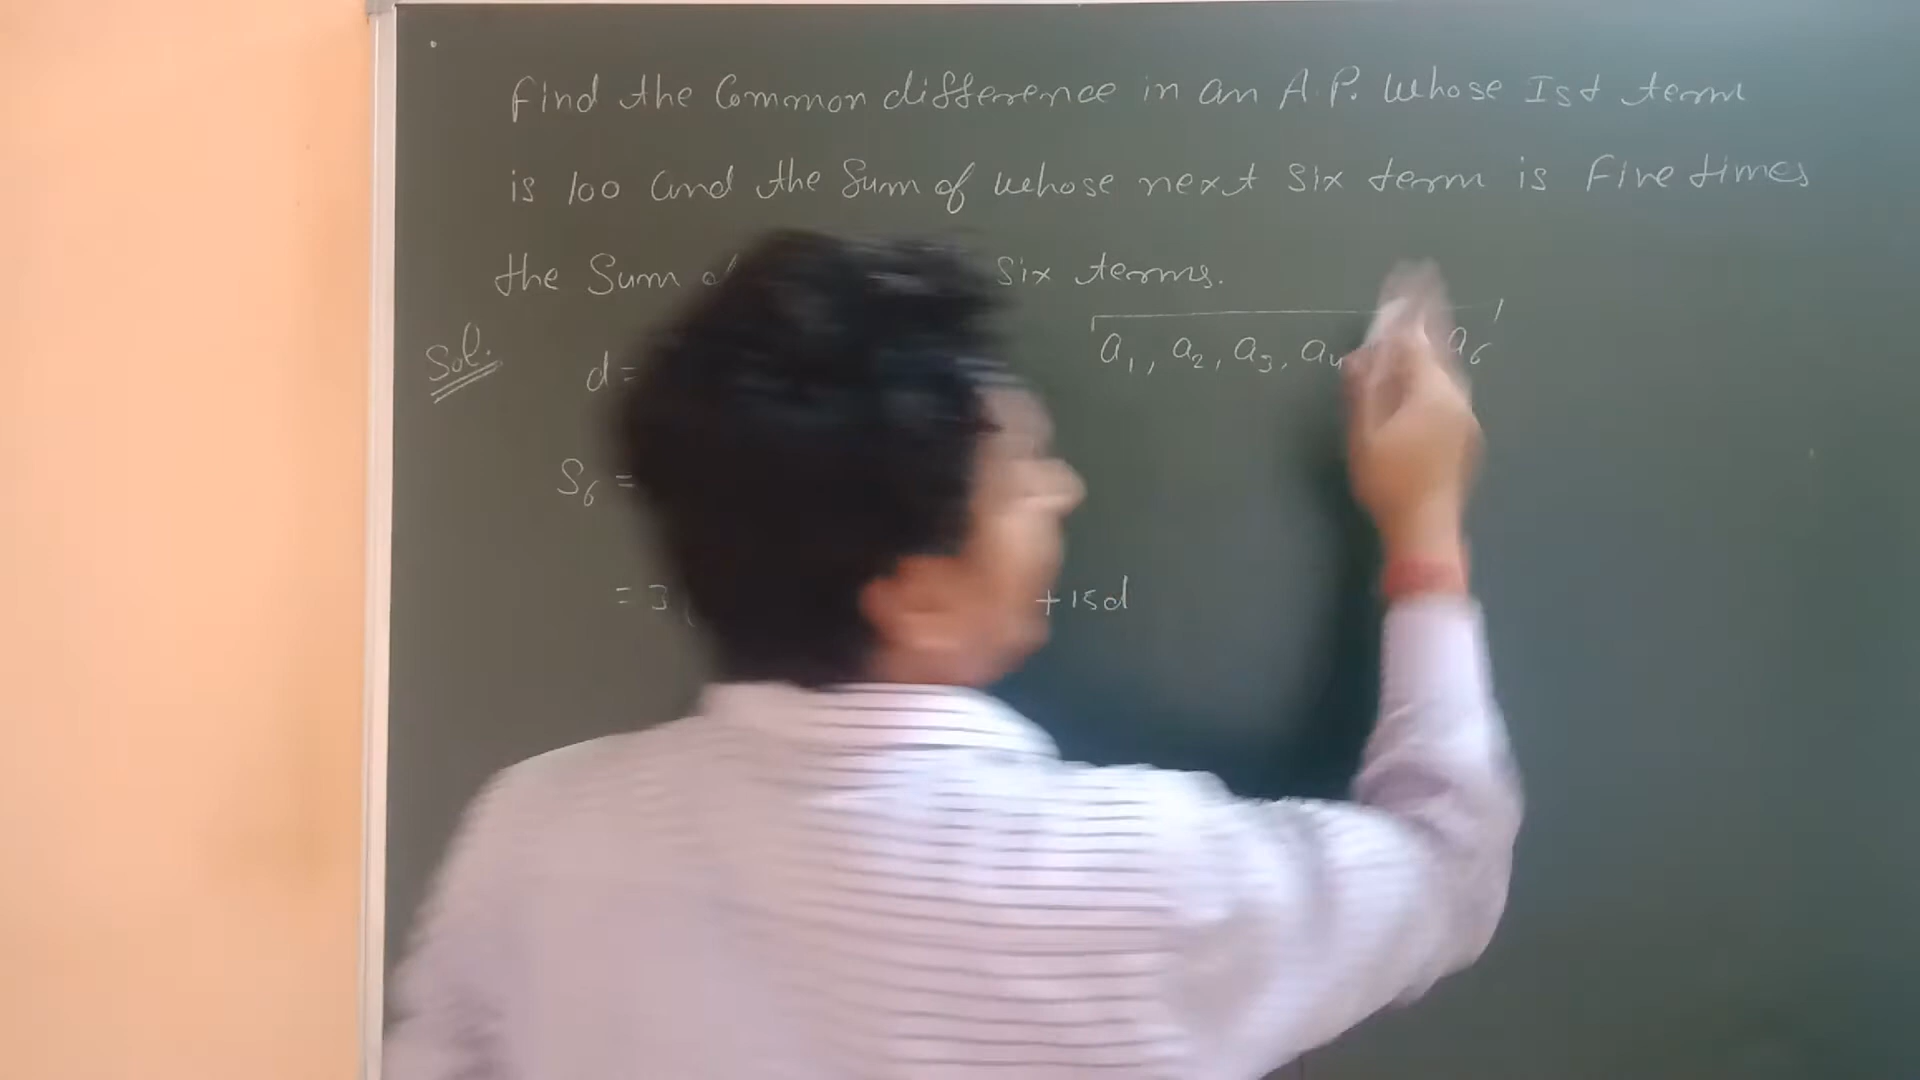 Find the Common difference in an A.P. whose Ist term
is 100 and the Sum of whose next six term is Five times
the Sum six terms.
Sol.
d= a1, a2, a3, a4 a6
S6 =
= 3 +15d